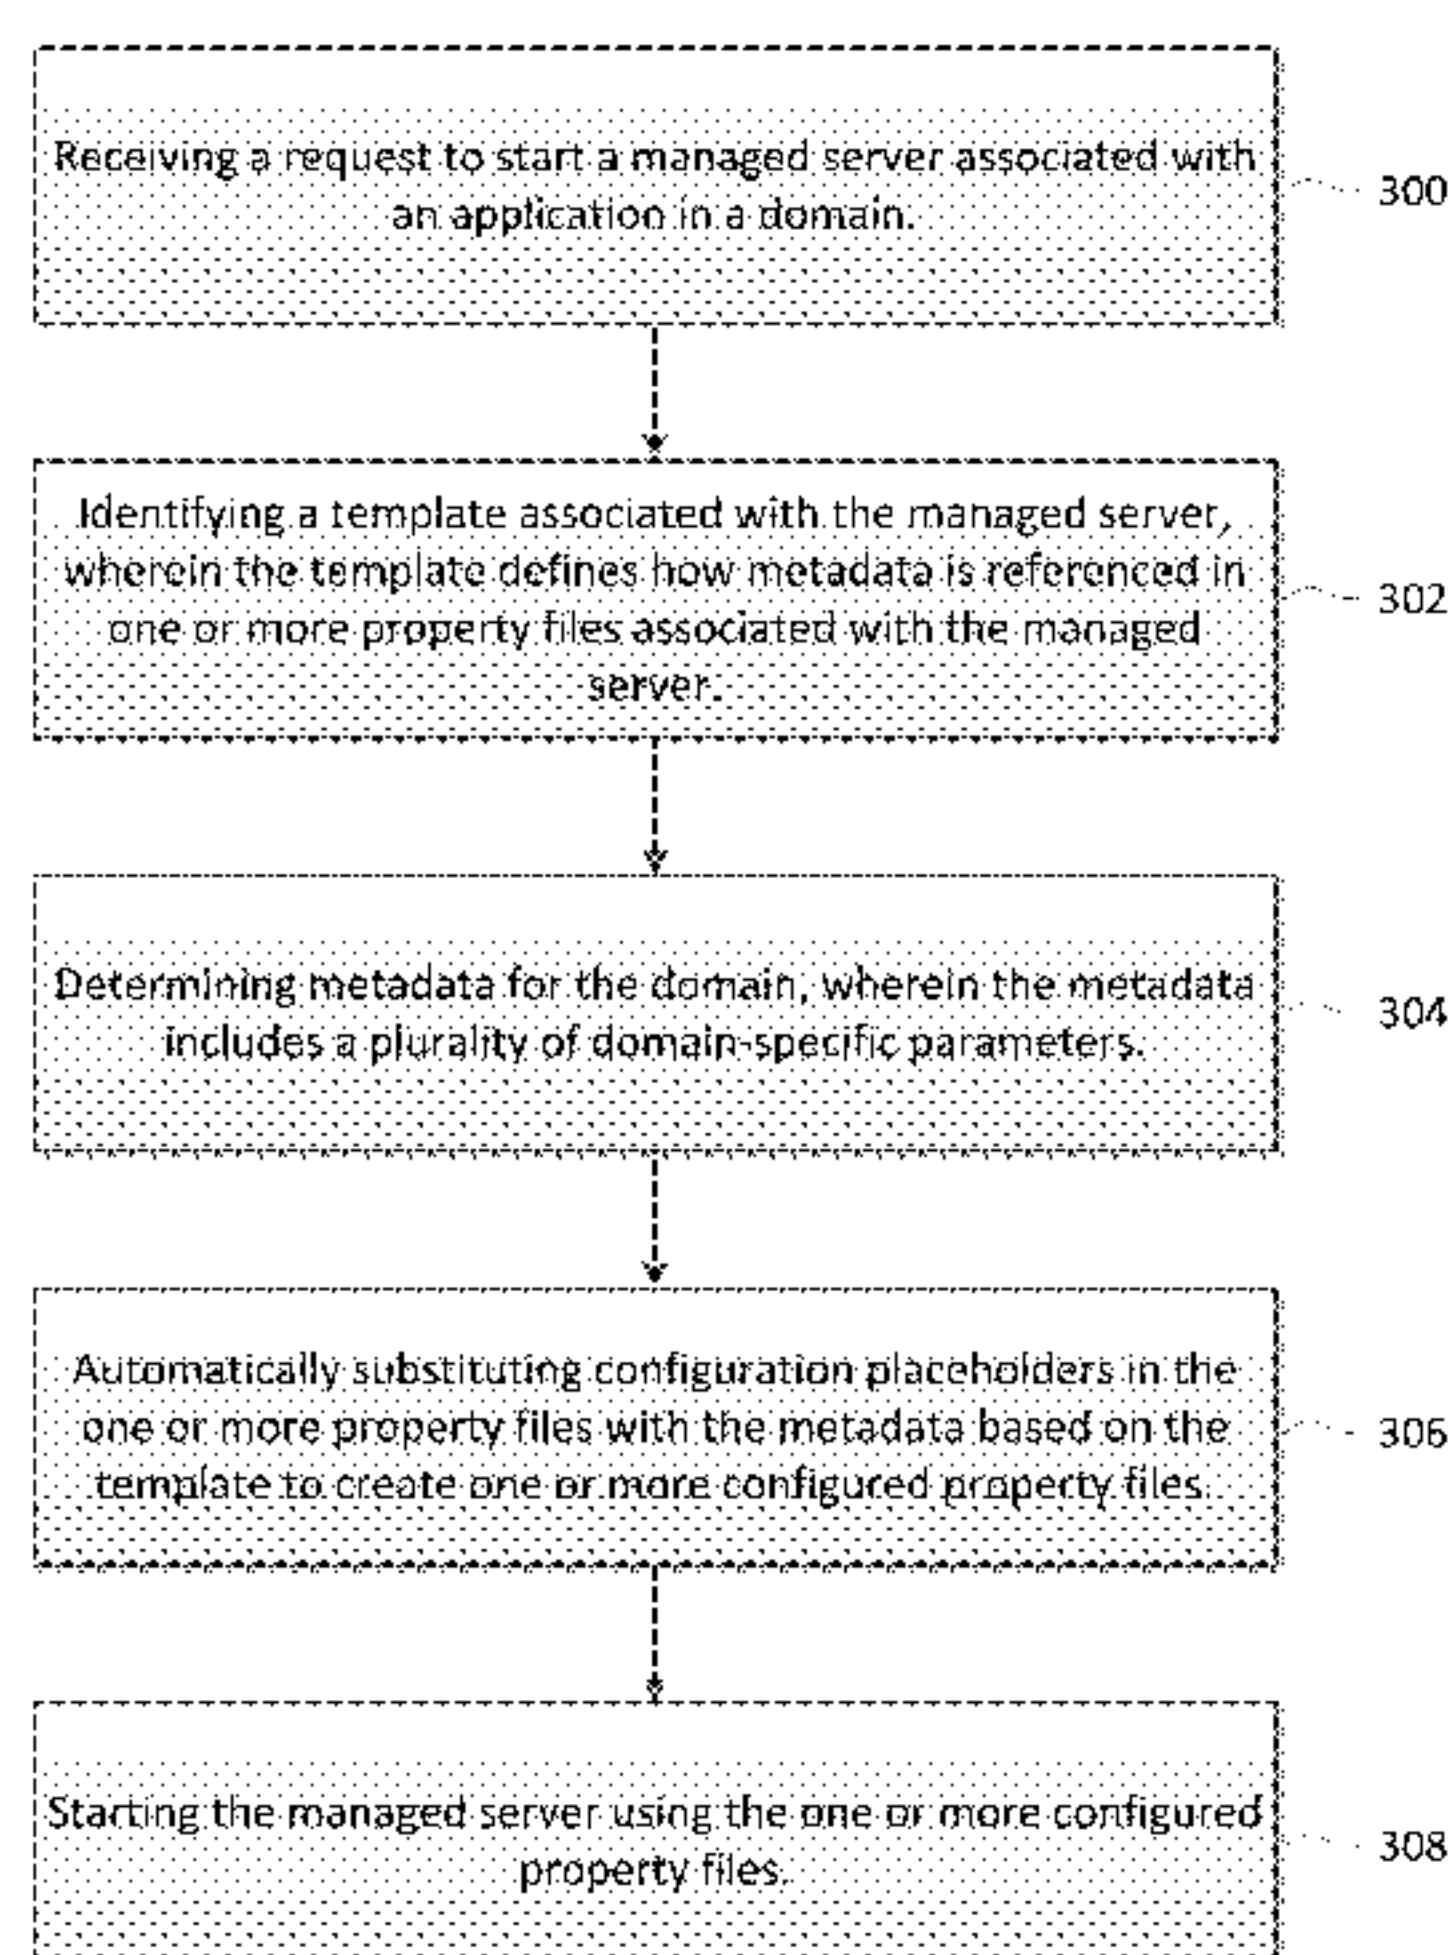 Receiving a request to start a managed server associated with
an application in a domain.
300
Identifying a template associated with the managed server,
wherein the template defines how metadata is referenced in
one or more property files associated with the managed
server.
302
Determining metadata for the domain, wherein the metadata
includes a plurality of domain-specific parameters.
304
Automatically substituting configuration placeholders in the
one or more property files with the metadata based on the
template to create one or more configured property files.
306
Starting the managed server using the one or more configured
property files.
308